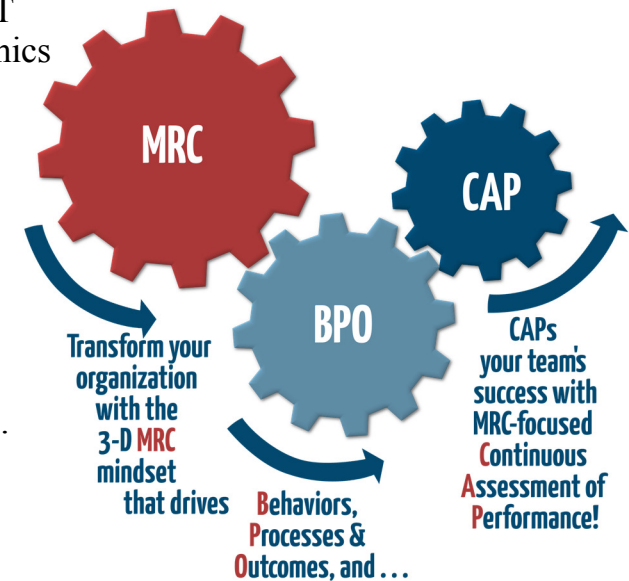 T
MRC
CAP
BPO
Transform your
organization
with the
3-D MRC
mindset
that drives
Behaviors,
Processes &
Outcomes, and . . .
CAPs
your team's
success with
MRC-focused
Continuous
Assessment of
Performance!
.